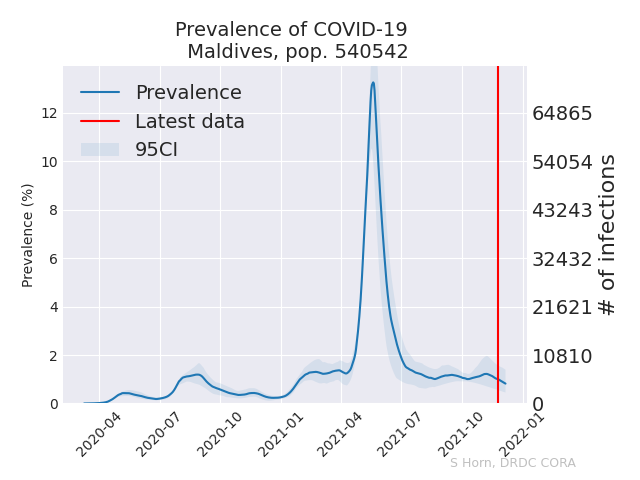 Prevalence of COVID-19
Maldives, pop. 540542
Prevalence
Latest data
95CI
Prevalence (%)
12
10
8
6
4
2
0
64865
54054
43243
32432
21621
10810
0
# of infections
2020-04
2020-07
2020-10
2021-01
2021-04
2021-07
2021-10
2022-01
S Horn, DRDC CORA